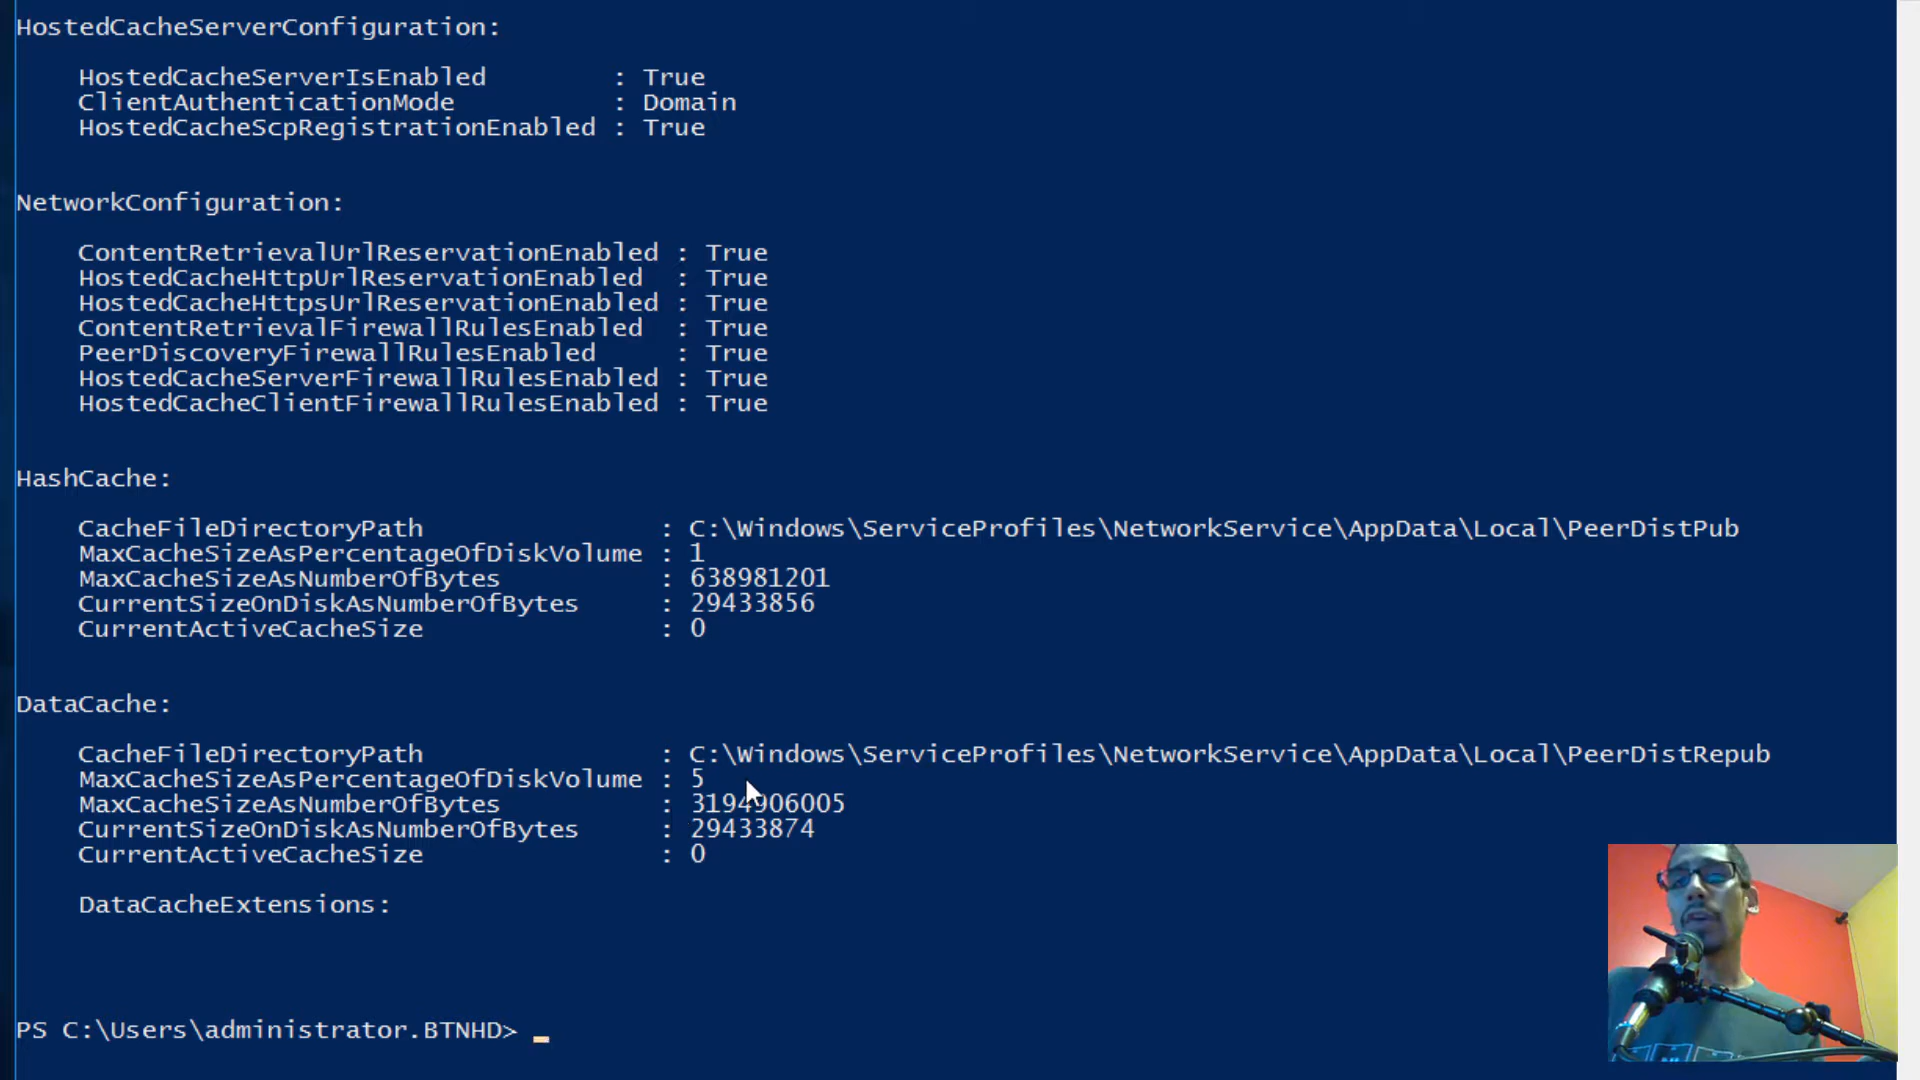 HostedCacheServerConfiguration:
HostedCacheServerIsEnabled : True
ClientAuthenticationMode : Domain
HostedCacheScpRegistrationEnabled : True
NetworkConfiguration:
ContentRetrievalUrlReservationEnabled : True
HostedCacheHttpUrlReservationEnabled : True
HostedCacheHttpsUrlReservationEnabled : True
ContentRetrievalFirewallRulesEnabled : True
PeerDiscoveryFirewallRulesEnabled : True
HostedCacheServerFirewallRulesEnabled : True
HostedCacheClientFirewallRulesEnabled : True
HashCache:
CacheFileDirectoryPath : C:\Windows\ServiceProfiles\NetworkService\AppData\Local\PeerDistPub
MaxCacheSizeAsPercentageOfDiskVolume : 1
MaxCacheSizeAsNumberOfBytes : 638981201
CurrentSizeOnDiskAsNumberOfBytes : 29433856
CurrentActiveCacheSize : 0
DataCache:
CacheFileDirectoryPath : C:\Windows\ServiceProfiles\NetworkService\AppData\Local\PeerDistRepub
MaxCacheSizeAsPercentageOfDiskVolume : 5
MaxCacheSizeAsNumberOfBytes : 3194906005
CurrentSizeOnDiskAsNumberOfBytes : 29433874
CurrentActiveCacheSize : 0
DataCacheExtensions:
PS C:\Users\administrator.BTNHD> _